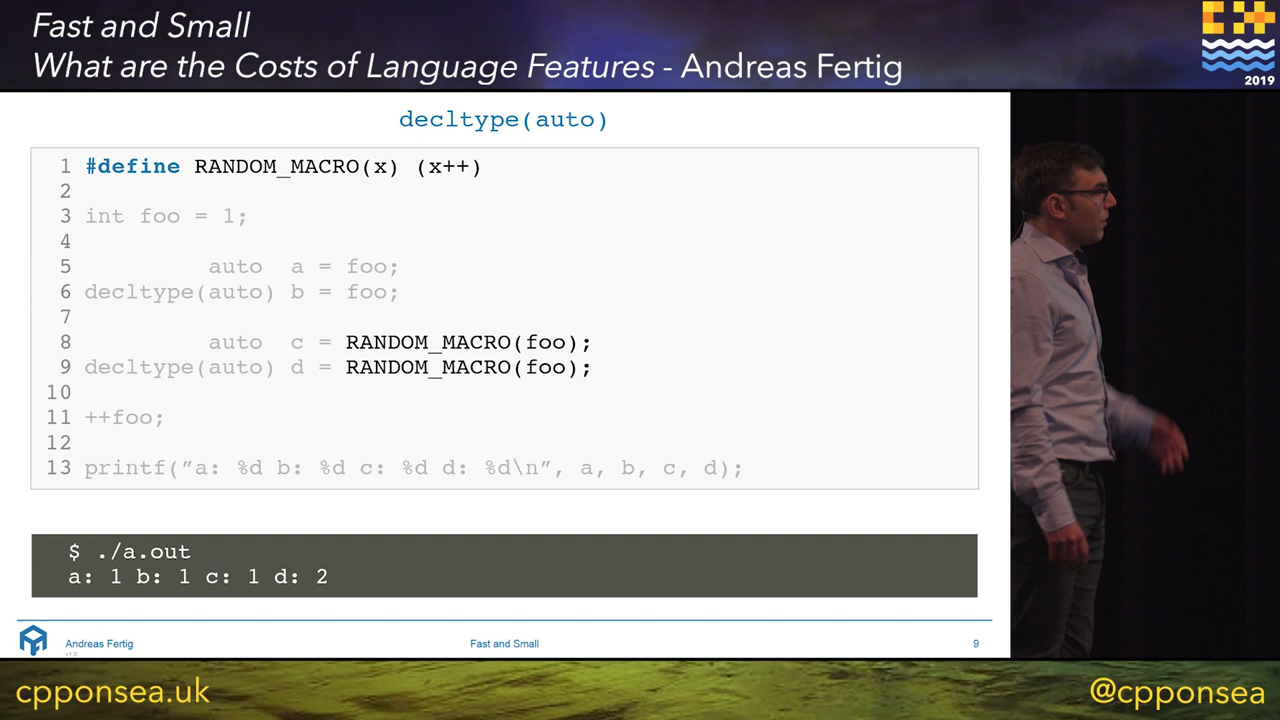 Fast and Small
What are the Costs of Language Features - Andreas Fertig
2019
decltype(auto)
1 #define RANDOM_MACRO(x) (x++)
2
3 int foo = 1;
4
5          auto  a = foo;
6 decltype(auto) b = foo;
7
8          auto  c = RANDOM_MACRO(foo);
9 decltype(auto) d = RANDOM_MACRO(foo);
10
11 ++foo;
12
13 printf(”a: %d b: %d c: %d d: %d\n”, a, b, c, d);
$ ./a.out
a: 1 b: 1 c: 1 d: 2
Andreas Fertig Fast and Small 9
v1.0
cpponsea.uk @cpponsea